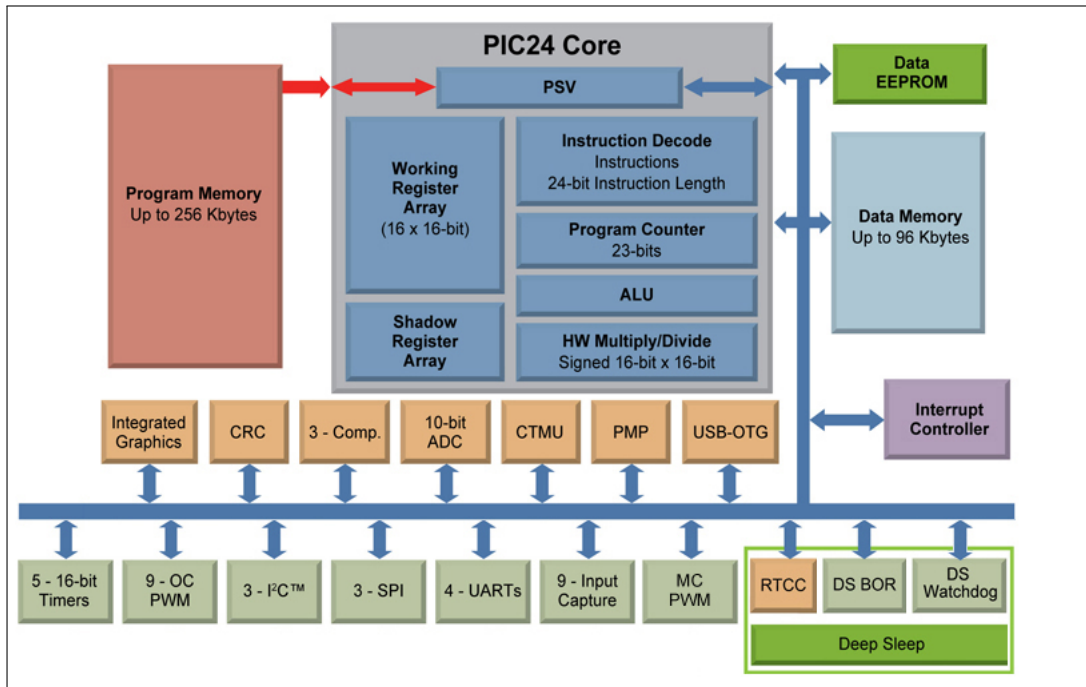 PIC24 Core
PSV
Program Memory
Up to 256 Kbytes
Working
Register
Array
(16 x 16-bit)
Shadow
Register
Array
Instruction Decode
Instructions
24-bit Instruction Length
Program Counter
23-bits
ALU
HW Multiply/Divide
Signed 16-bit x 16-bit
Data
EEPROM
Data Memory
Up to 96 Kbytes
Interrupt
Controller
Integrated
Graphics
CRC
3 - Comp.
10-bit
ADC
CTMU
PMP
USB-OTG
5 - 16-bit
Timers
9 - OC
PWM
3 - I²C™
3 - SPI
4 - UARTs
9 - Input
Capture
MC
PWM
RTCC
DS BOR
DS
Watchdog
Deep Sleep